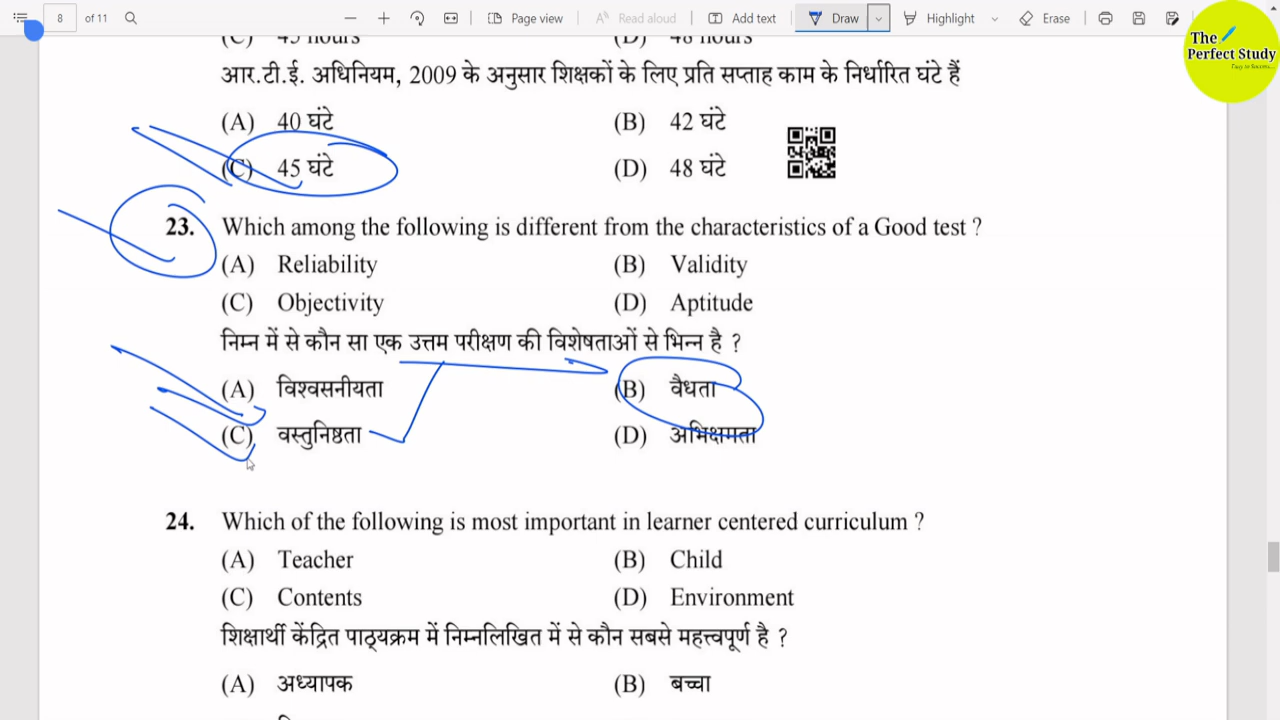 8 of 11 Page view Read aloud Add text Draw Highlight Erase
The Perfect Study
(C) 45 hours (D) 48 hours
आर.टी.ई. अधिनियम, 2009 के अनुसार शिक्षकों के लिए प्रति सप्ताह काम के निर्धारित घंटे हैं
(A) 40 घंटे (B) 42 घंटे
(C) 45 घंटे (D) 48 घंटे
23. Which among the following is different from the characteristics of a Good test ?
(A) Reliability (B) Validity
(C) Objectivity (D) Aptitude
निम्न में से कौन सा एक उत्तम परीक्षण की विशेषताओं से भिन्न है ?
(A) विश्वसनीयता (B) वैधता
(C) वस्तुनिष्ठता (D) अभिक्षमता
24. Which of the following is most important in learner centered curriculum ?
(A) Teacher (B) Child
(C) Contents (D) Environment
शिक्षार्थी केंद्रित पाठ्यक्रम में निम्नलिखित में से कौन सबसे महत्त्वपूर्ण है ?
(A) अध्यापक (B) बच्चा